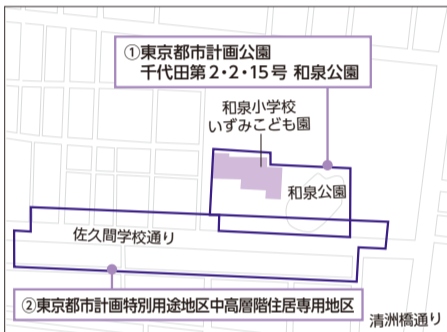 ①東京都市計画公園
千代田第2・2・15号 和泉公園
和泉小学校
いずみこども園
和泉公園
佐久間学校通り
②東京都市計画特別用途地区中高層階住居専用地区
清洲橋通り